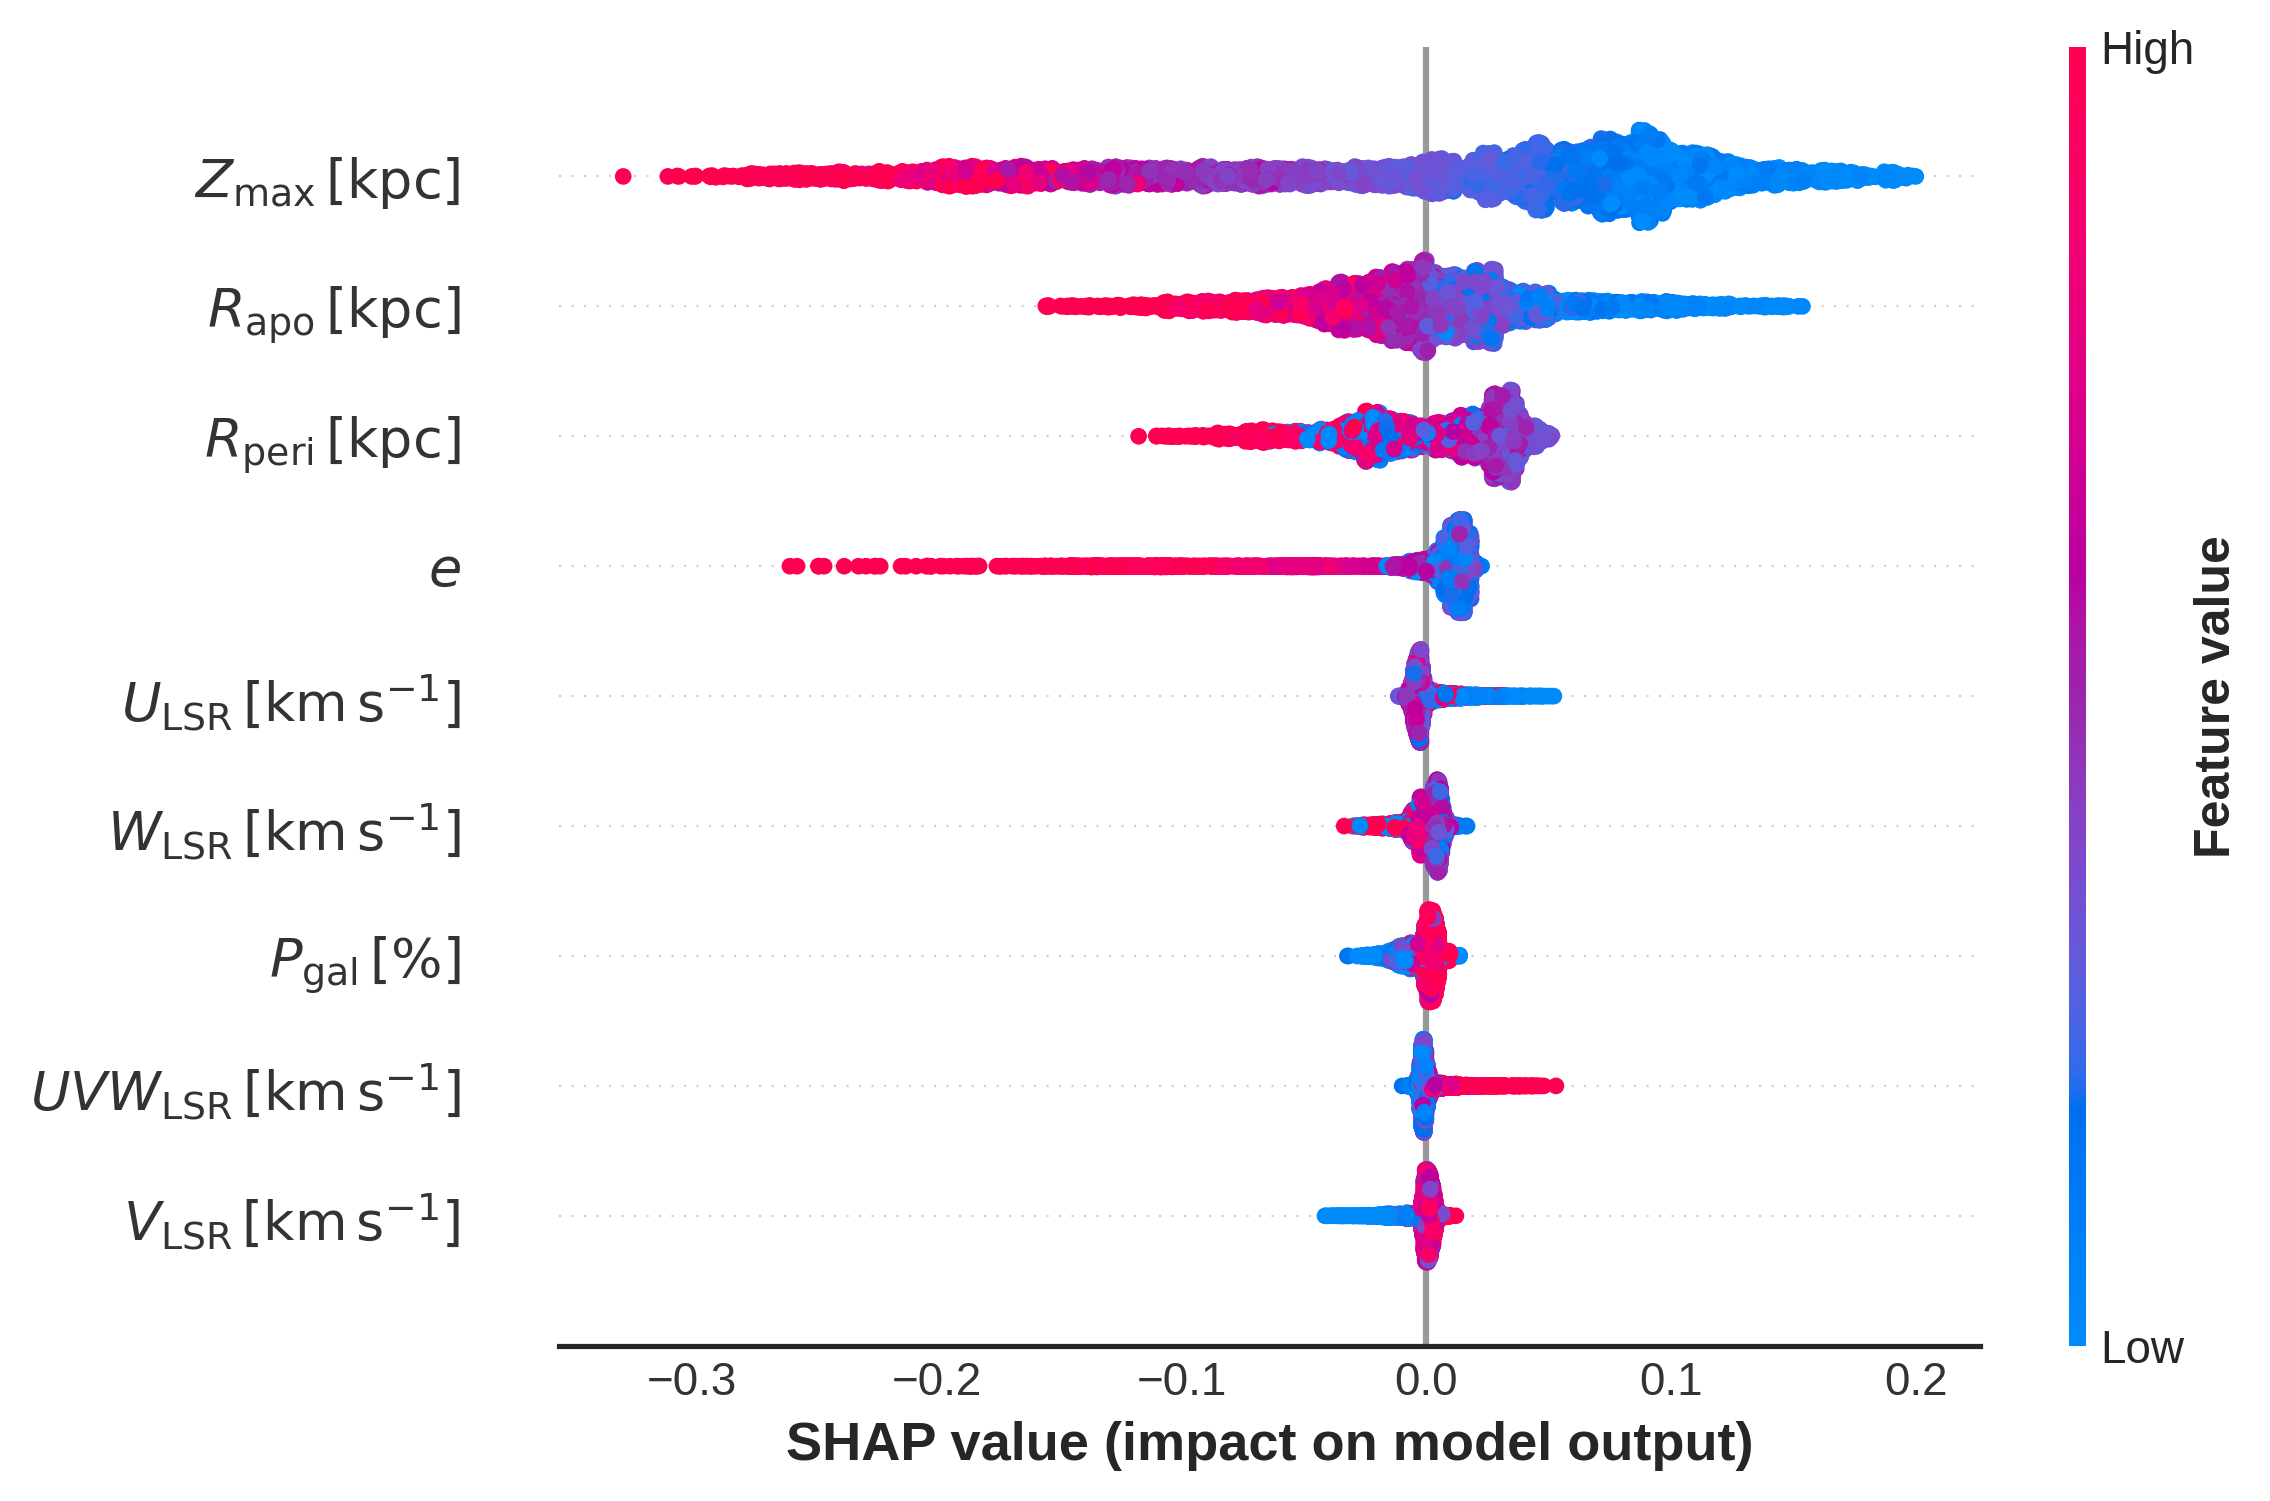 High
Z_max [kpc]
R_apo [kpc]
R_peri [kpc]
e
U_LSR [km s⁻¹]
W_LSR [km s⁻¹]
P_gal [%]
UVW_LSR [km s⁻¹]
V_LSR [km s⁻¹]
Feature value
Low
−0.3 −0.2 −0.1 0.0 0.1 0.2
SHAP value (impact on model output)